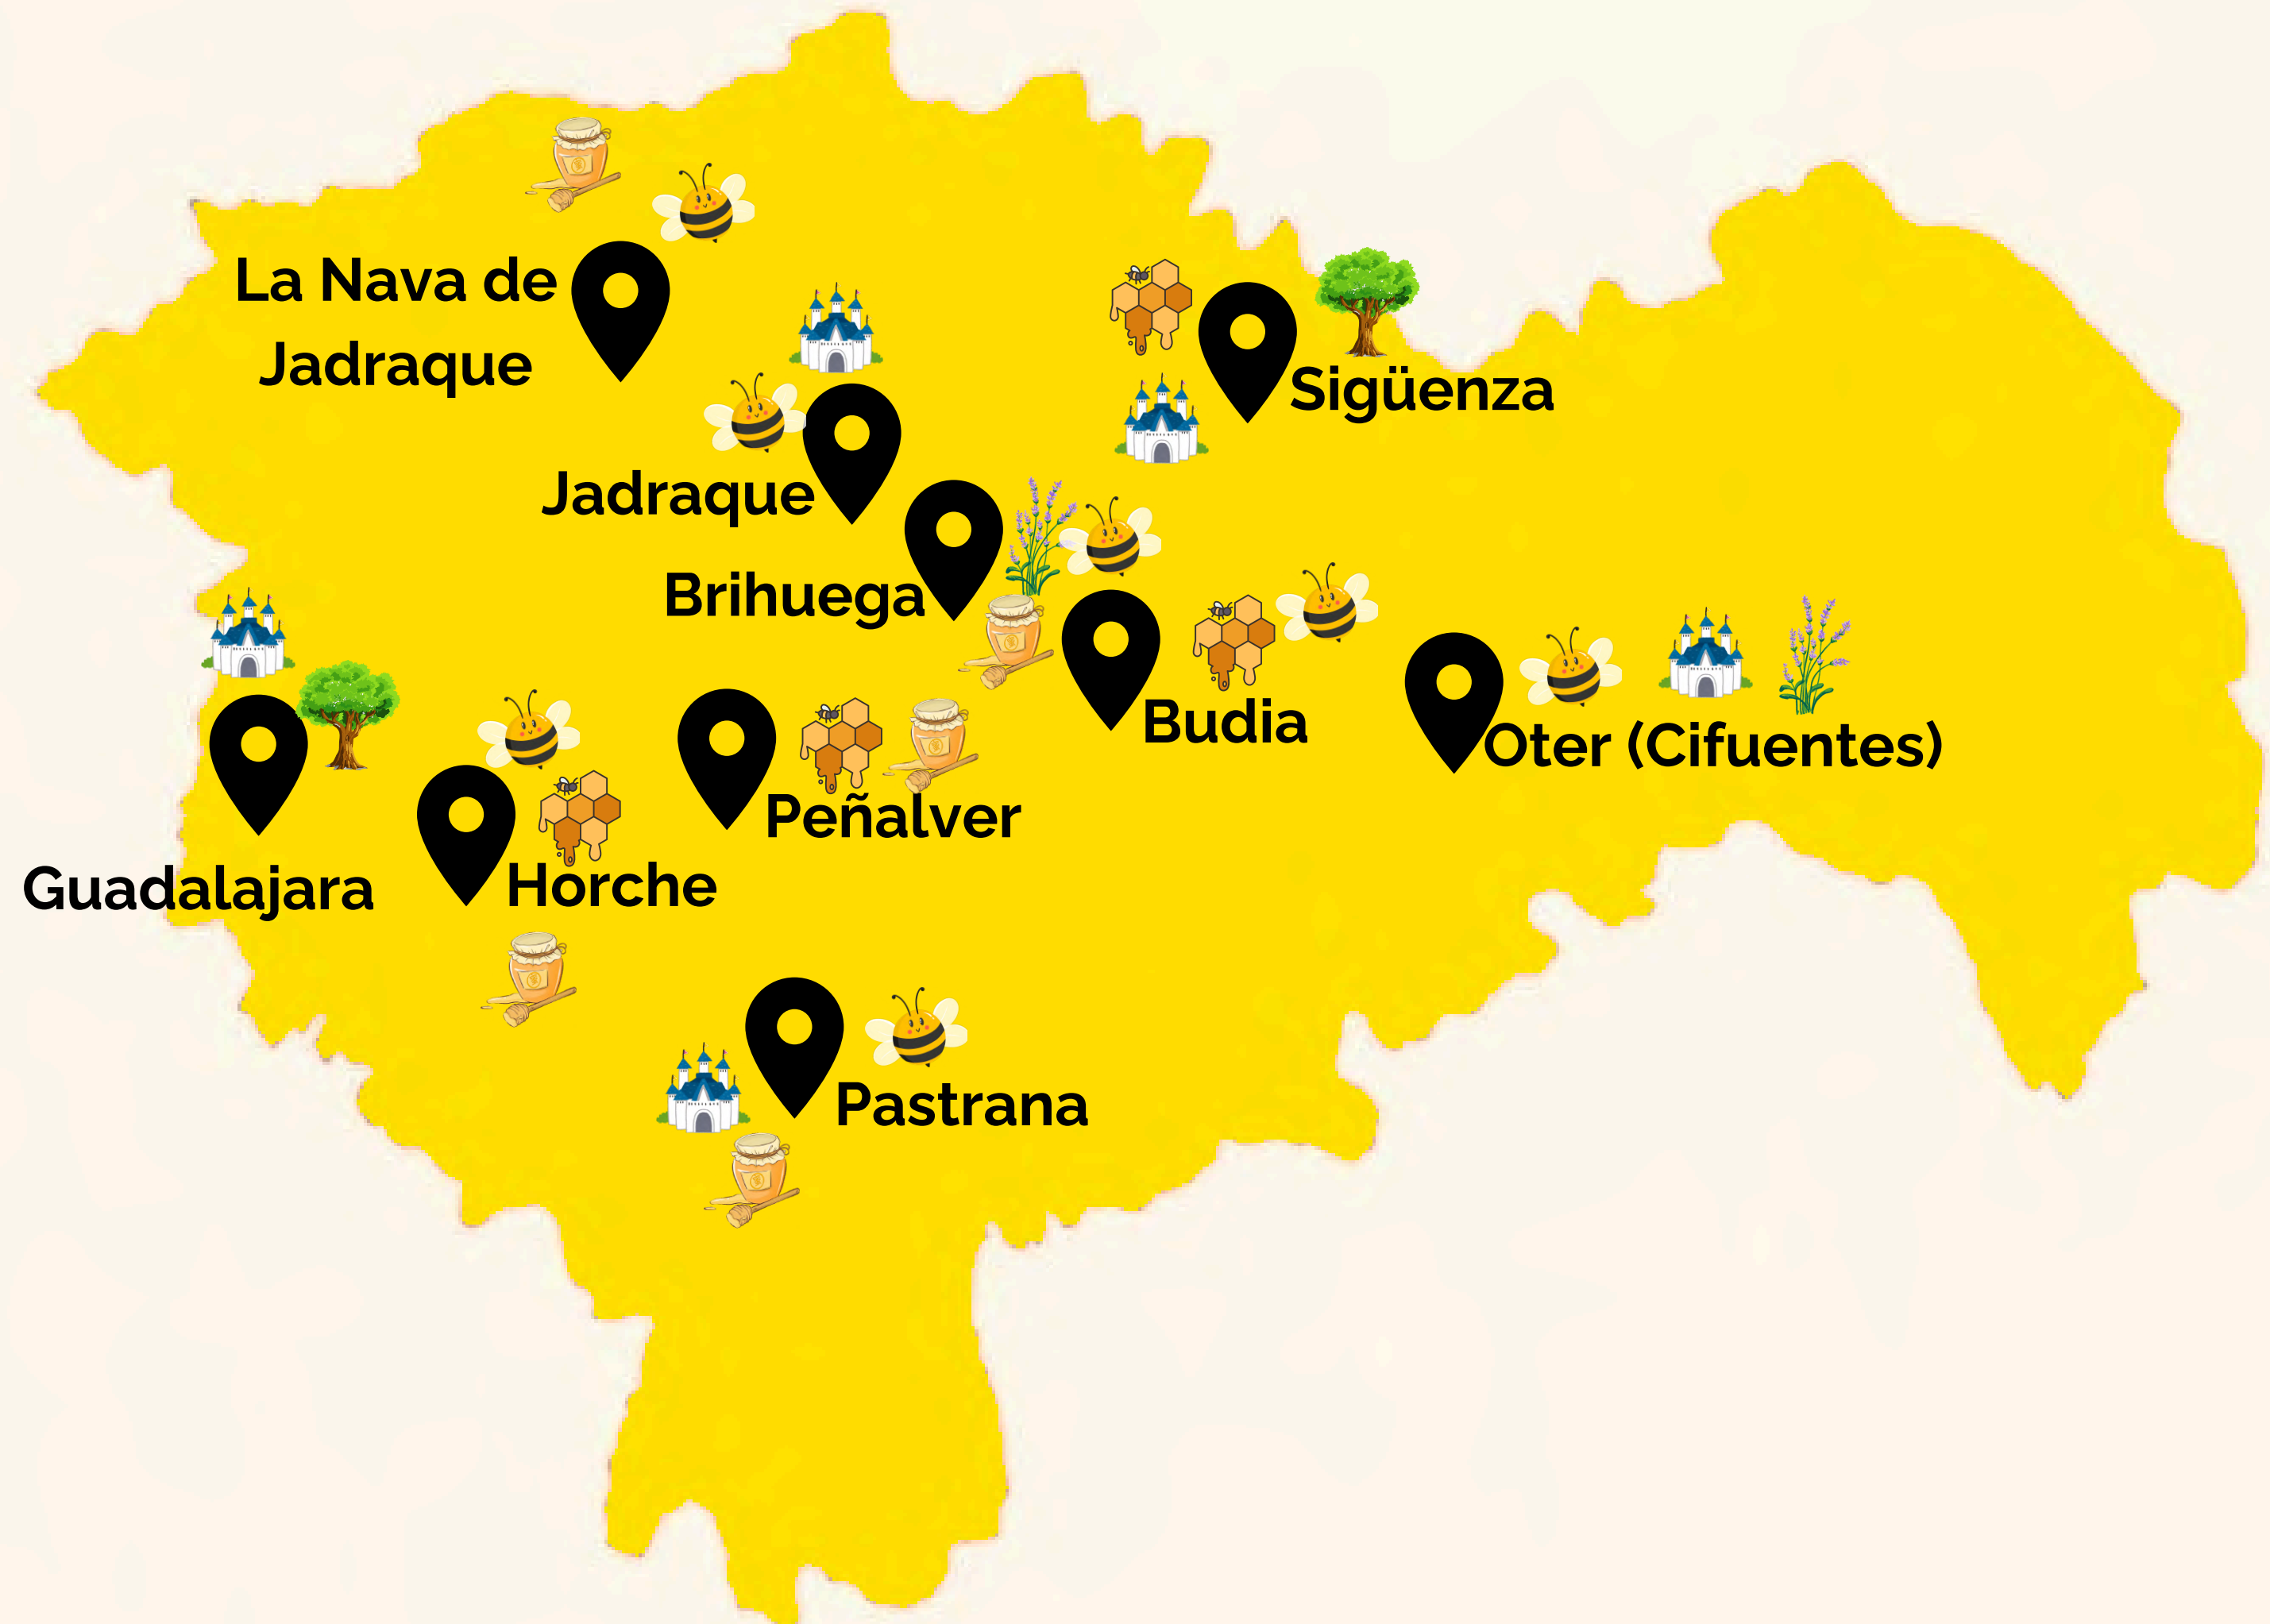 La Nava de
Jadraque
Sigüenza
Jadraque
Brihuega
Budia
Oter (Cifuentes)
Peñalver
Guadalajara
Horche
Pastrana